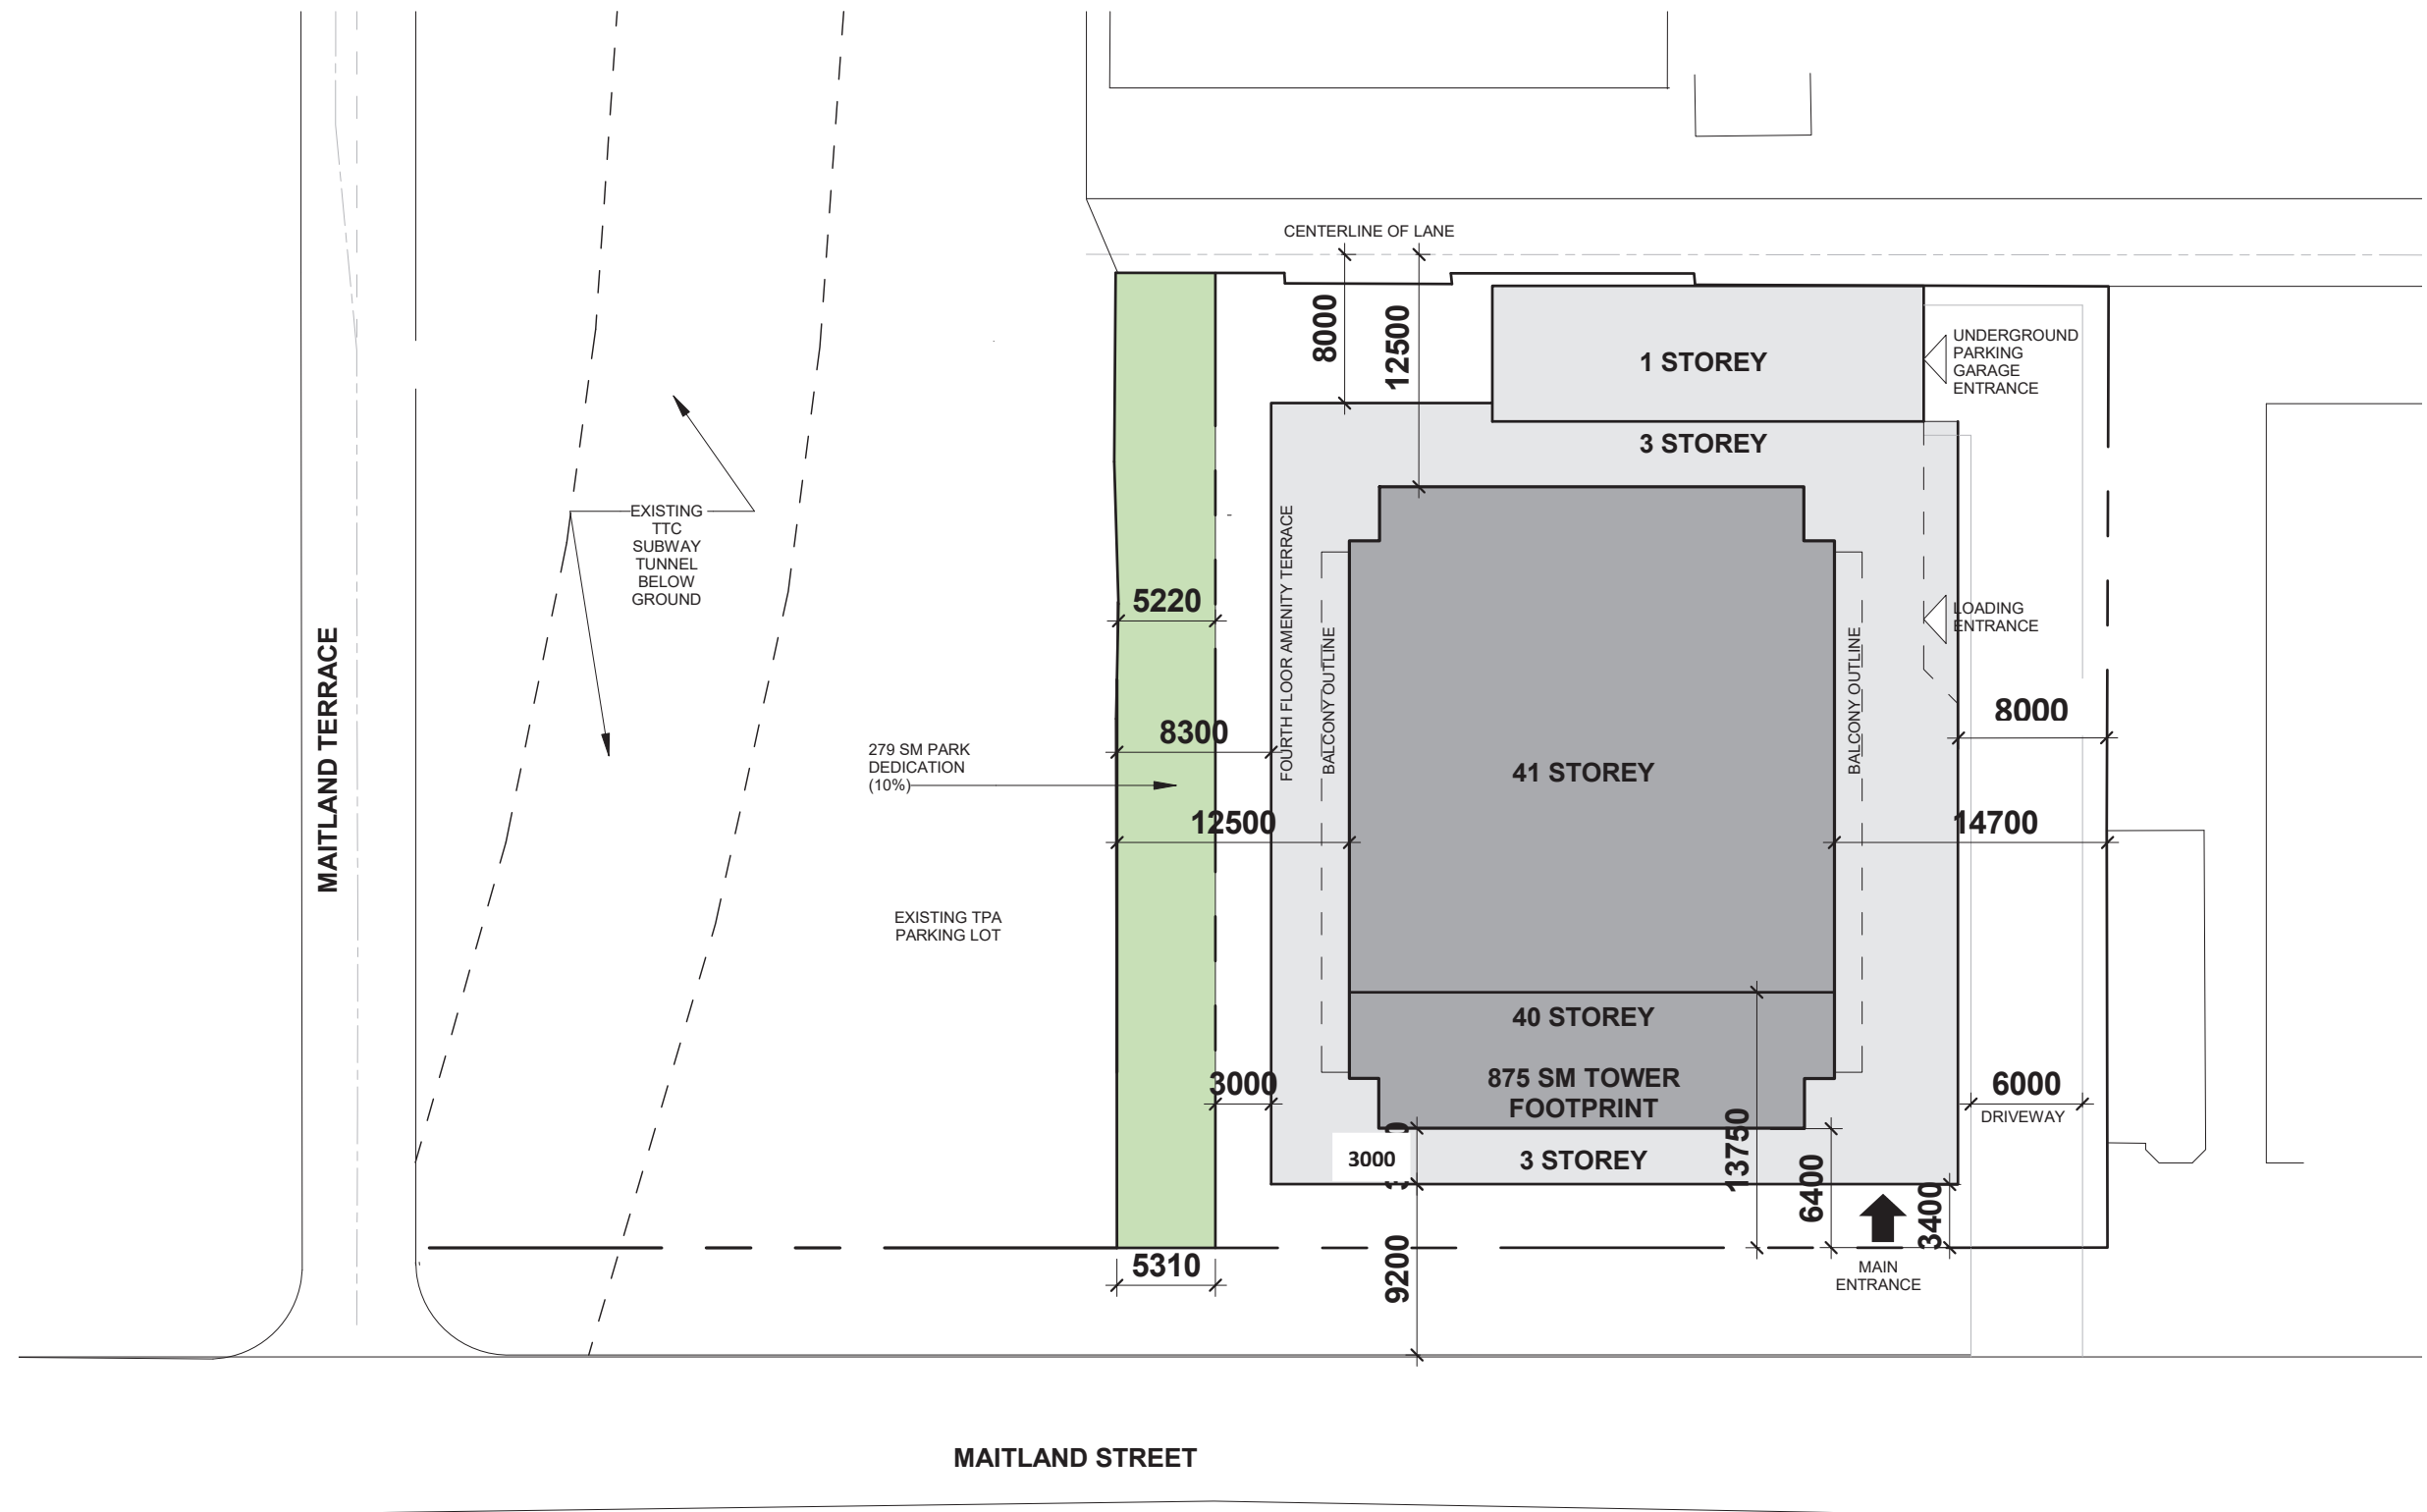 CENTERLINE OF LANE
8000
12500
1 STOREY
UNDERGROUND
PARKING
GARAGE
ENTRANCE
3 STOREY
EXISTING
TTC
SUBWAY
TUNNEL
BELOW
GROUND
5220
FOURTH FLOOR AMENITY TERRACE
BALCONY OUTLINE
BALCONY OUTLINE
LOADING
ENTRANCE
MAITLAND TERRACE
8300
8000
279 SM PARK
DEDICATION
(10%)
41 STOREY
12500
14700
EXISTING TPA
PARKING LOT
40 STOREY
875 SM TOWER
FOOTPRINT
3000
6000
DRIVEWAY
3000
3 STOREY
13750
6400
3400
9200
5310
MAIN
ENTRANCE
MAITLAND STREET